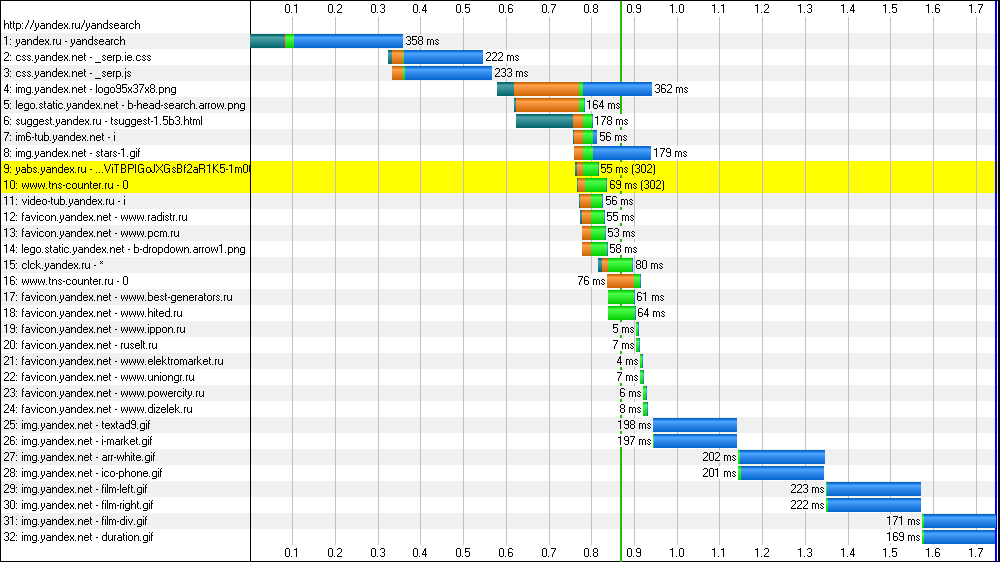 0.1 0.2 0.3 0.4 0.5 0.6 0.7 0.8 0.9 1.0 1.1 1.2 1.3 1.4 1.5 1.6 1.7
http://yandex.ru/yandsearch
1: yandex.ru - yandsearch 358 ms
2: css.yandex.net - _serp.ie.css 222 ms
3: css.yandex.net - _serp.js 233 ms
4: img.yandex.net - logo95x37x8.png 362 ms
5: lego.static.yandex.net - b-head-search.arrow.png 164 ms
6: suggest.yandex.ru - tsuggest-1.5b3.html 178 ms
7: im6-tub.yandex.net - i 56 ms
8: img.yandex.net - stars-1.gif 179 ms
9: yabs.yandex.ru - 55 ms (302)
10: www.tns-counter.ru - 0 69 ms (302)
11: video-tub.yandex.ru - i 56 ms
12: favicon.yandex.net - www.radistr.ru 55 ms
13: favicon.yandex.net - www.pcm.ru 53 ms
14: lego.static.yandex.net - b-dropdown.arrow1.png 58 ms
15: clck.yandex.ru - * 80 ms
16: www.tns-counter.ru - 0 76 ms
17: favicon.yandex.net - www.best-generators.ru 61 ms
18: favicon.yandex.net - www.hited.ru 64 ms
19: favicon.yandex.net - www.ippon.ru 5 ms
20: favicon.yandex.net - ruselt.ru 7 ms
21: favicon.yandex.net - www.elektromarket.ru 4 ms
22: favicon.yandex.net - www.uniongr.ru 7 ms
23: favicon.yandex.net - www.powercity.ru 6 ms
24: favicon.yandex.net - www.dizelek.ru 8 ms
25: img.yandex.net - textad9.gif 198 ms
26: img.yandex.net - i-market.gif 197 ms
27: img.yandex.net - arr-white.gif 202 ms
28: img.yandex.net - ico-phone.gif 201 ms
29: img.yandex.net - film-left.gif 223 ms
30: img.yandex.net - film-right.gif 222 ms
31: img.yandex.net - film-div.gif 171 ms
32: img.yandex.net - duration.gif 169 ms
0.1 0.2 0.3 0.4 0.5 0.6 0.7 0.8 0.9 1.0 1.1 1.2 1.3 1.4 1.5 1.6 1.7